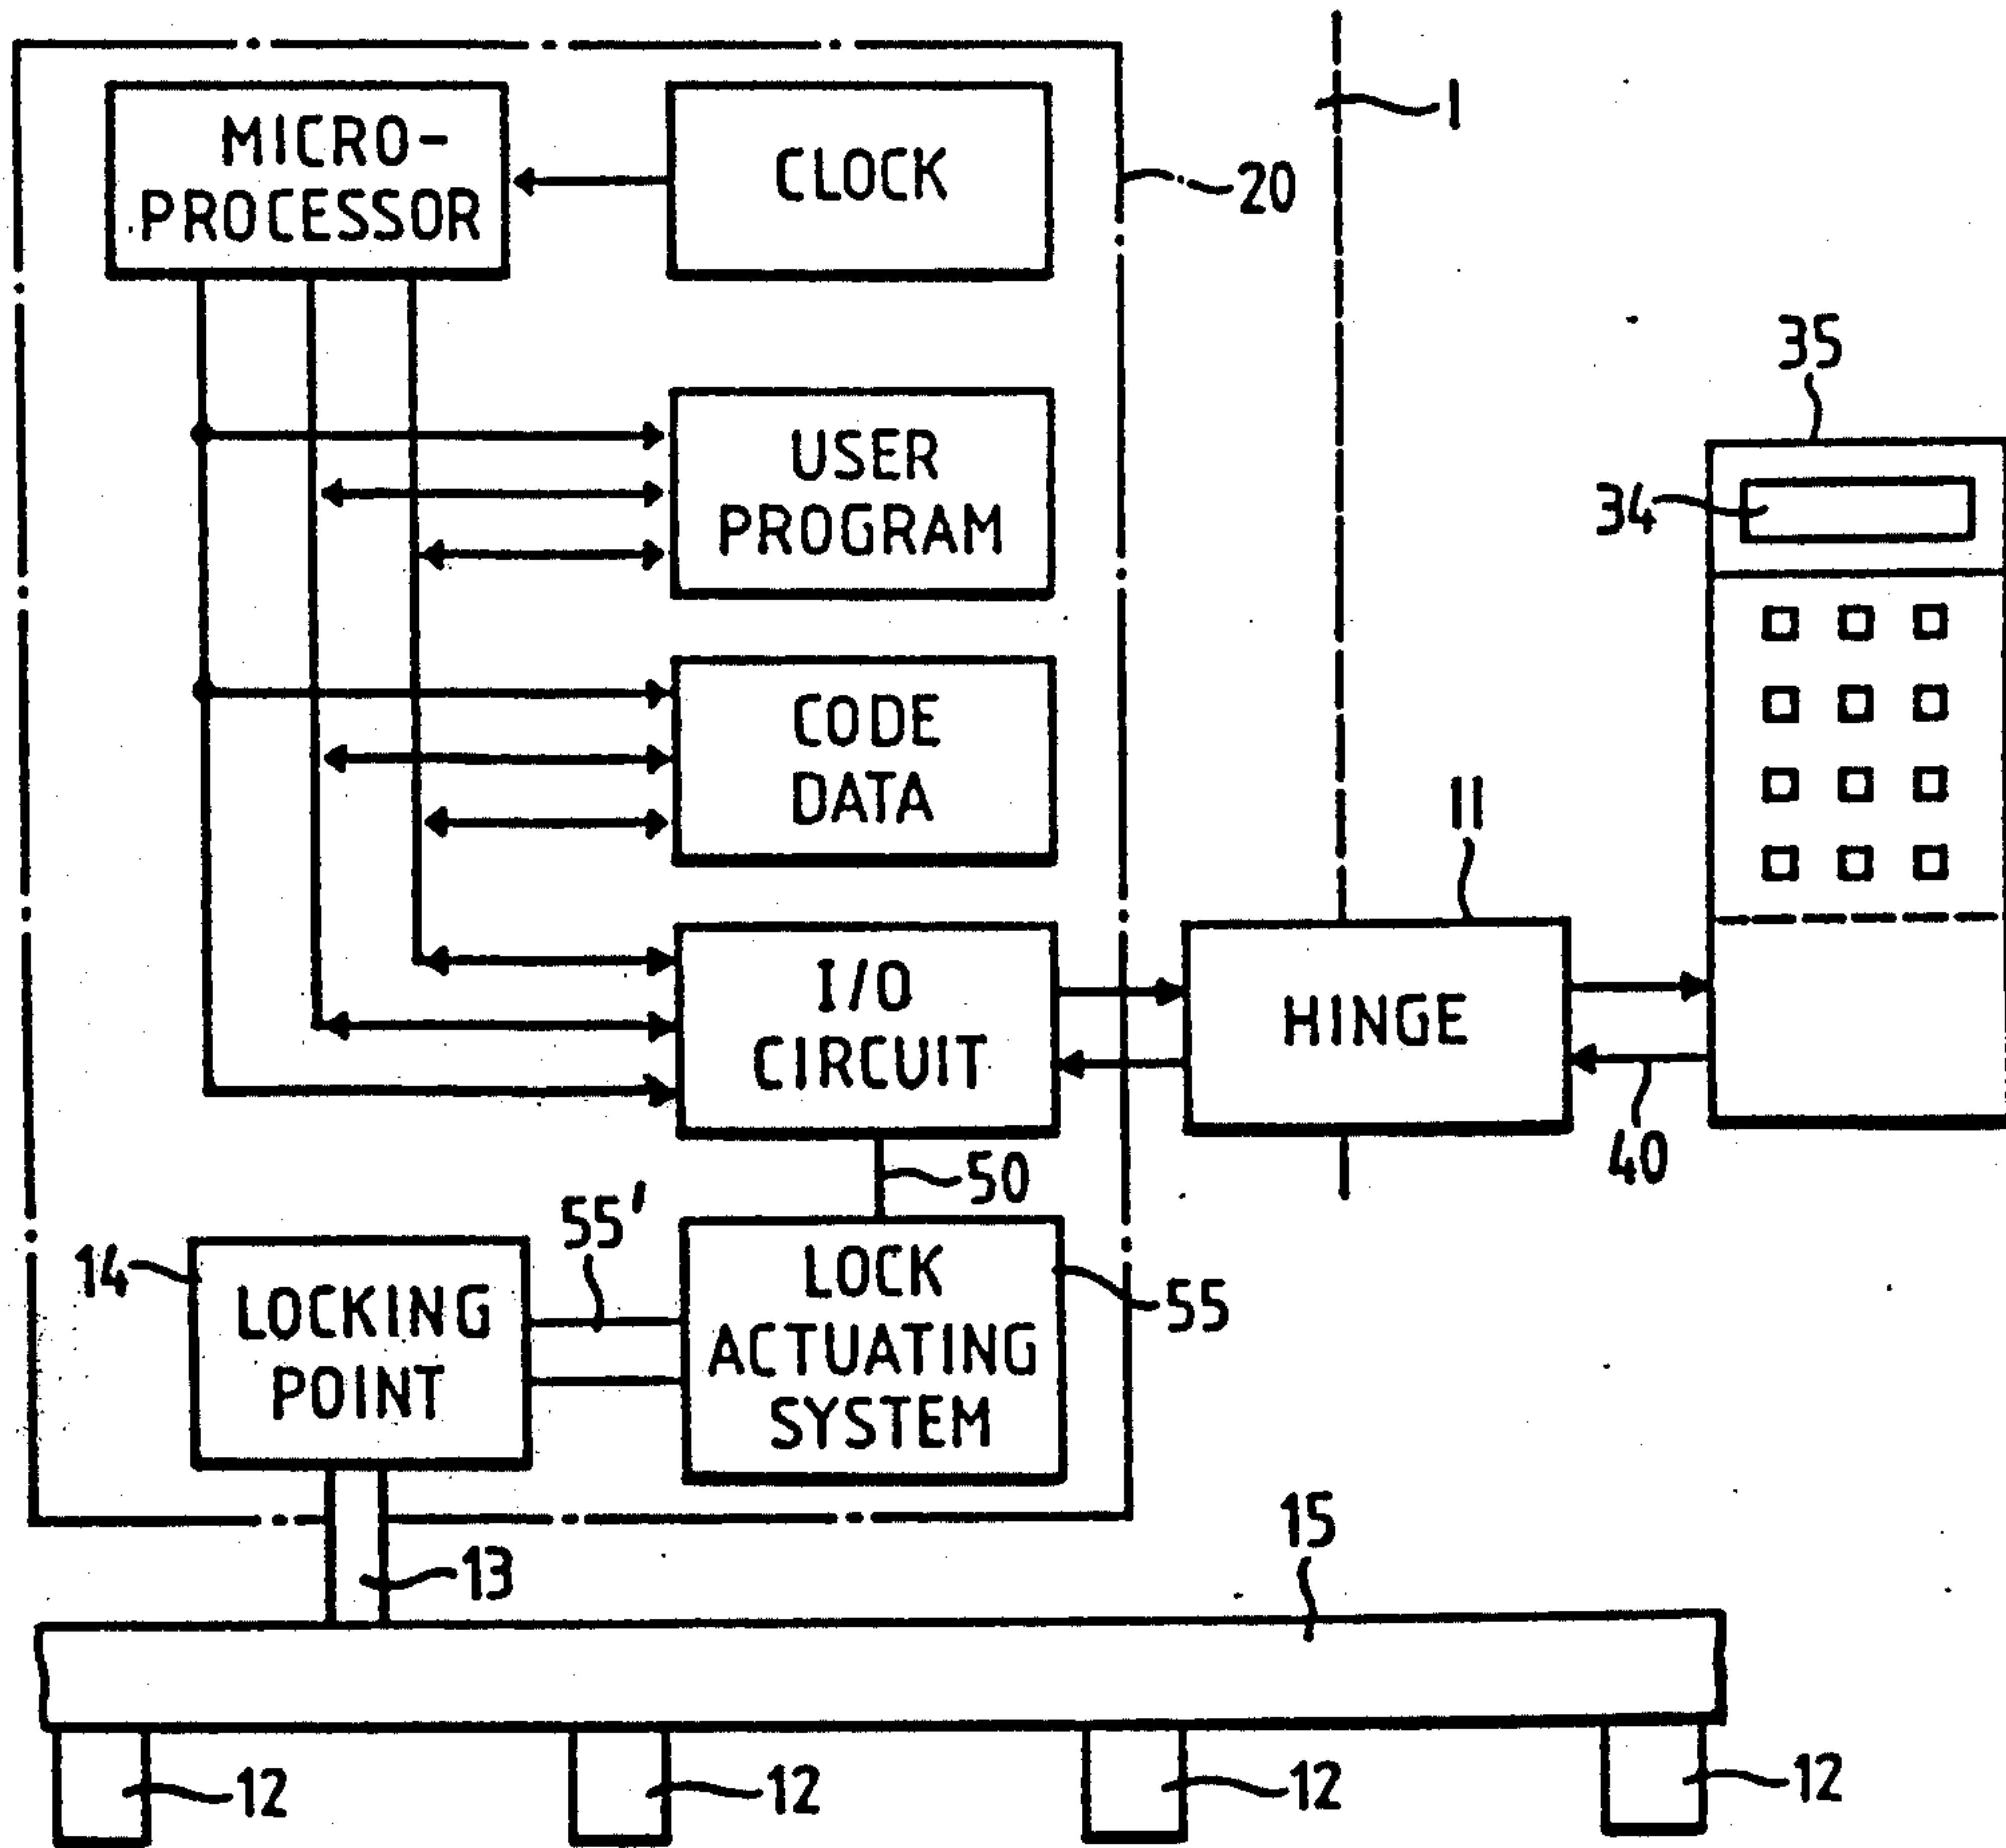 MICRO-
PROCESSOR
CLOCK
1
20
35
USER
PROGRAM
34
CODE
DATA
11
I/O
CIRCUIT
HINGE
40
50
55'
14
LOCKING
POINT
LOCK
ACTUATING
SYSTEM
55
13
15
12
12
12
12